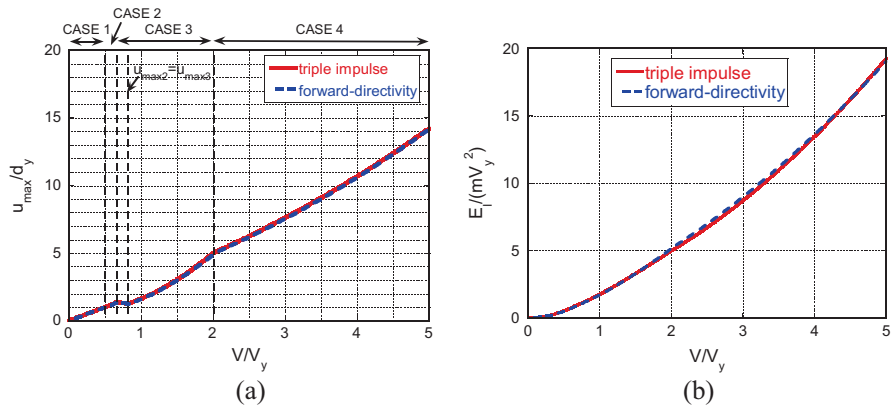 CASE 2
CASE 1 CASE 3 CASE 4
20
15
10
5
0
u_max/d_y
u_max2=u_max3
triple impulse
forward-directivity
0 1 2 3 4 5
V/V_y
(a)
20
15
10
5
0
E_I/(mV_y^2)
triple impulse
forward-directivity
0 1 2 3 4 5
V/V_y
(b)